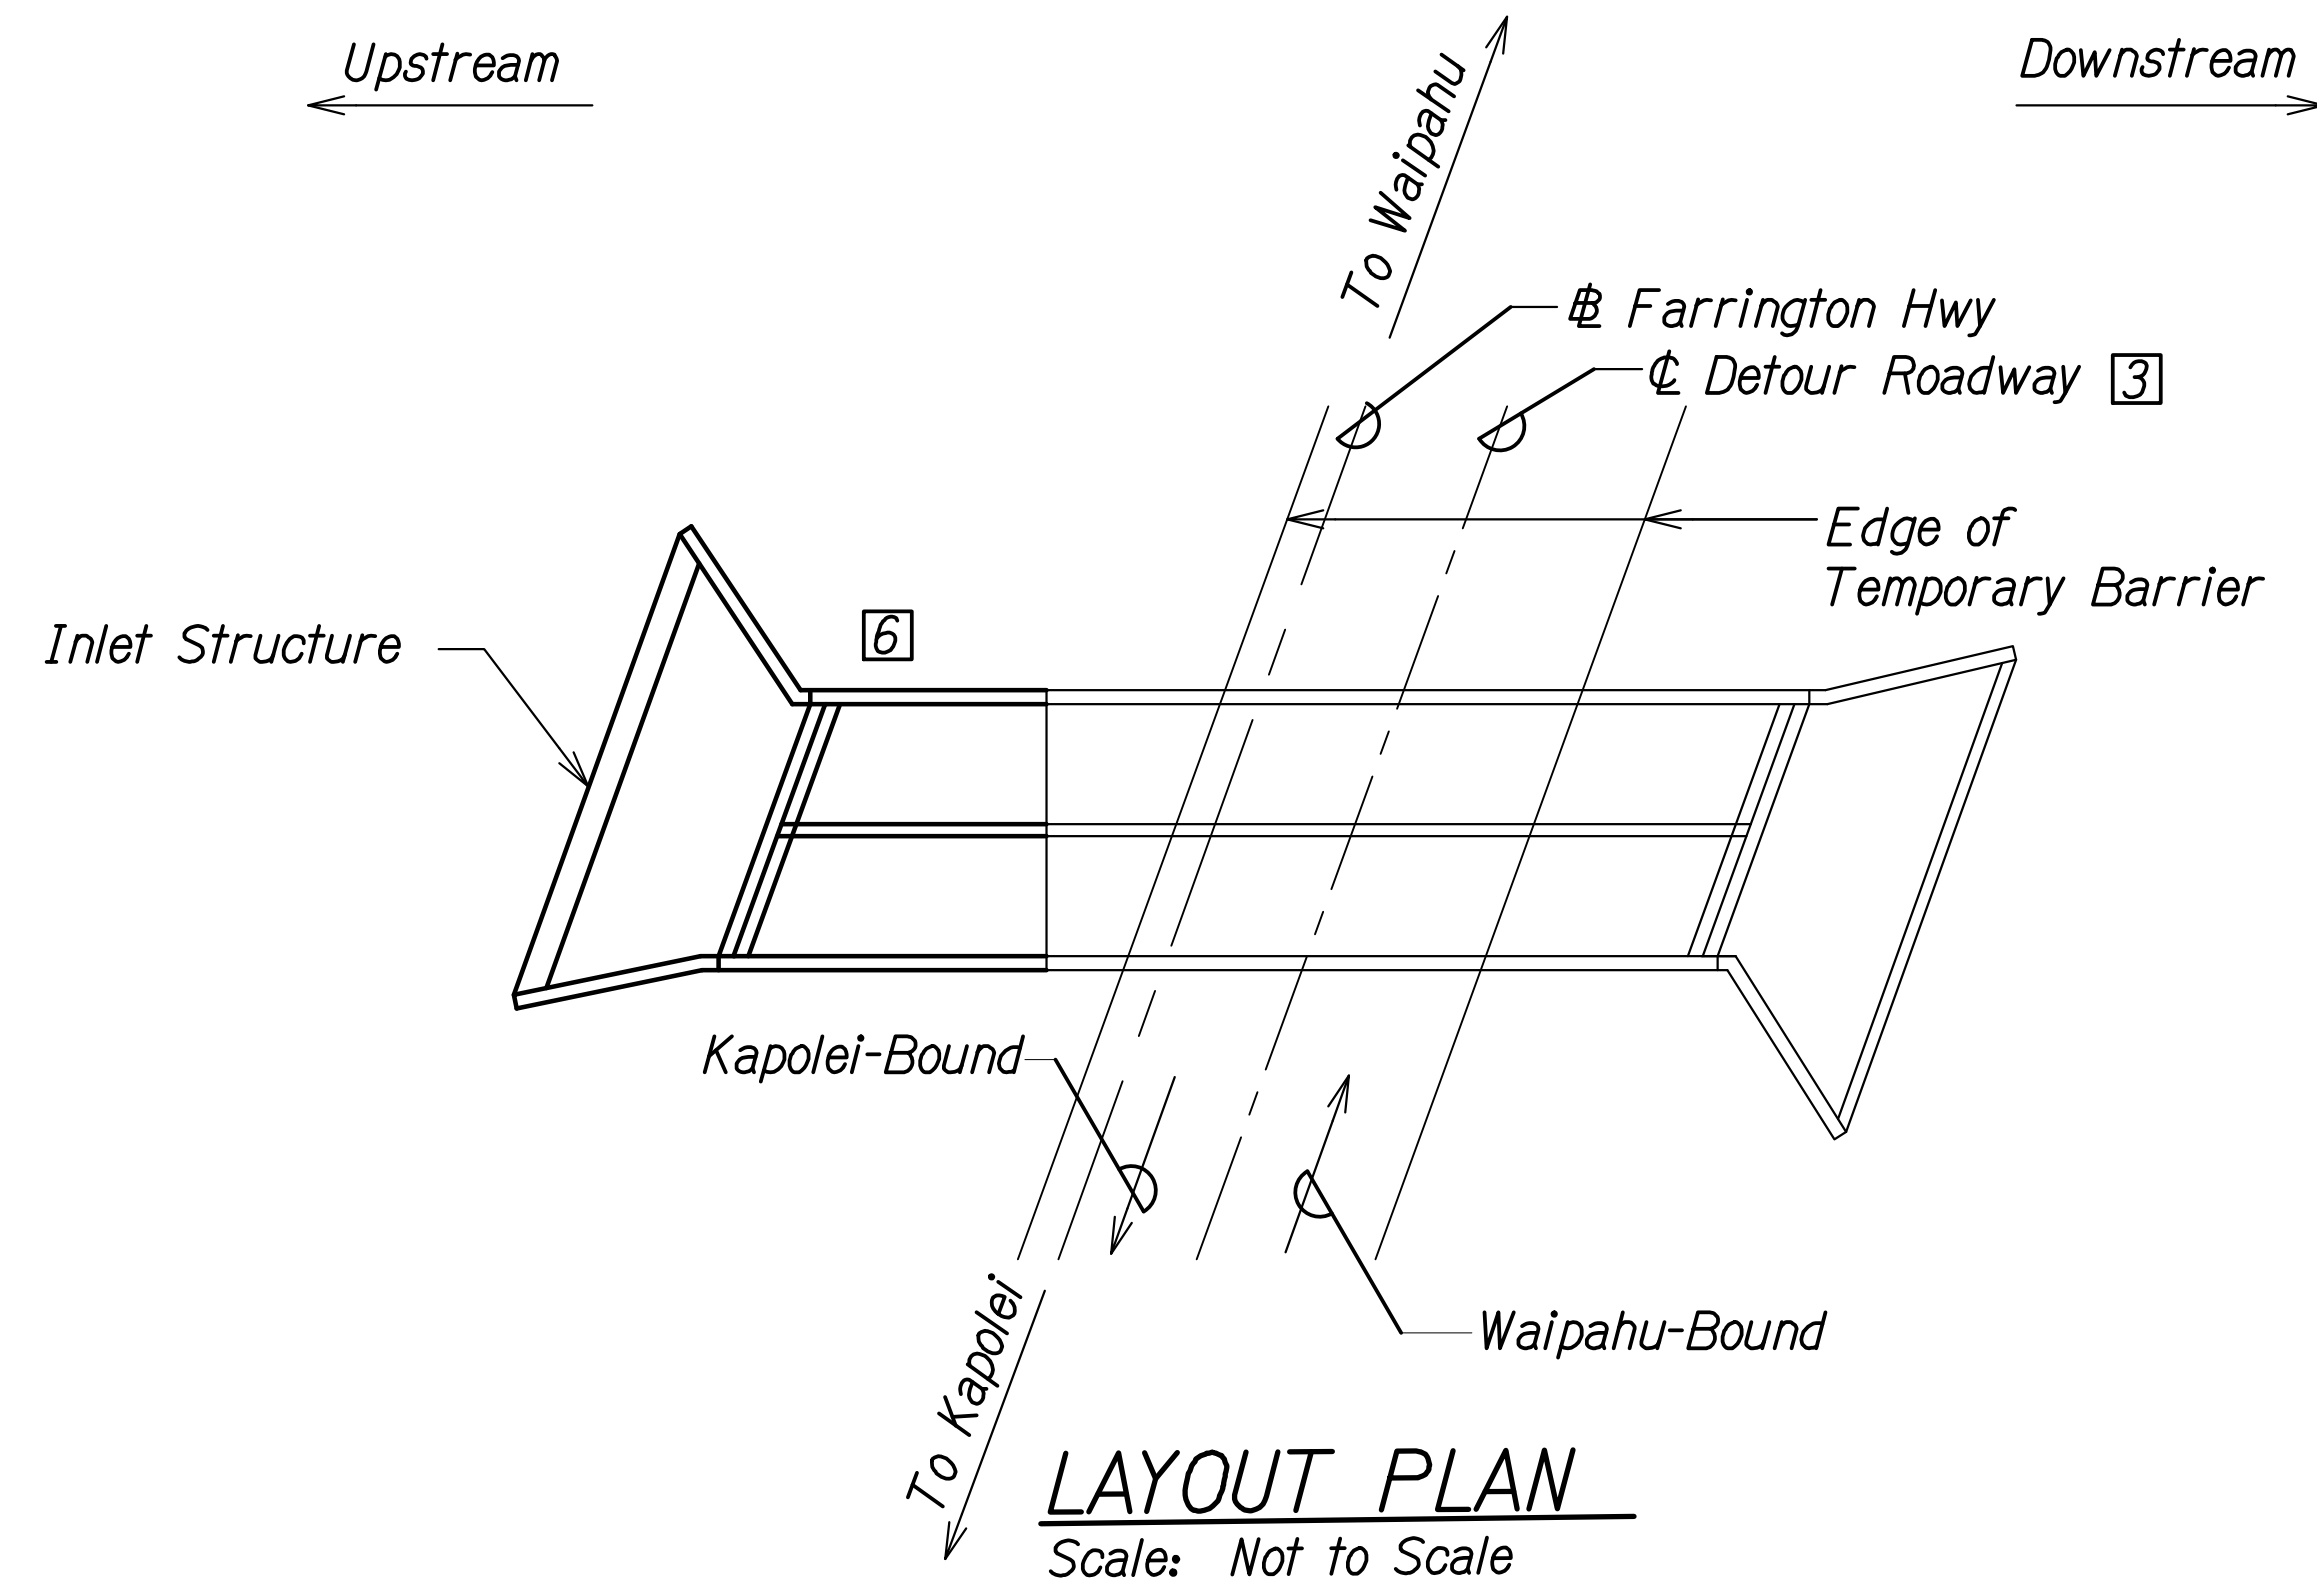 Upstream
Downstream
To Waipahu
BL Farrington Hwy
℄ Detour Roadway 3
Edge of
Temporary Barrier
6
Inlet Structure
Kapolei-Bound
Waipahu-Bound
To Kapolei
LAYOUT PLAN
Scale: Not to Scale